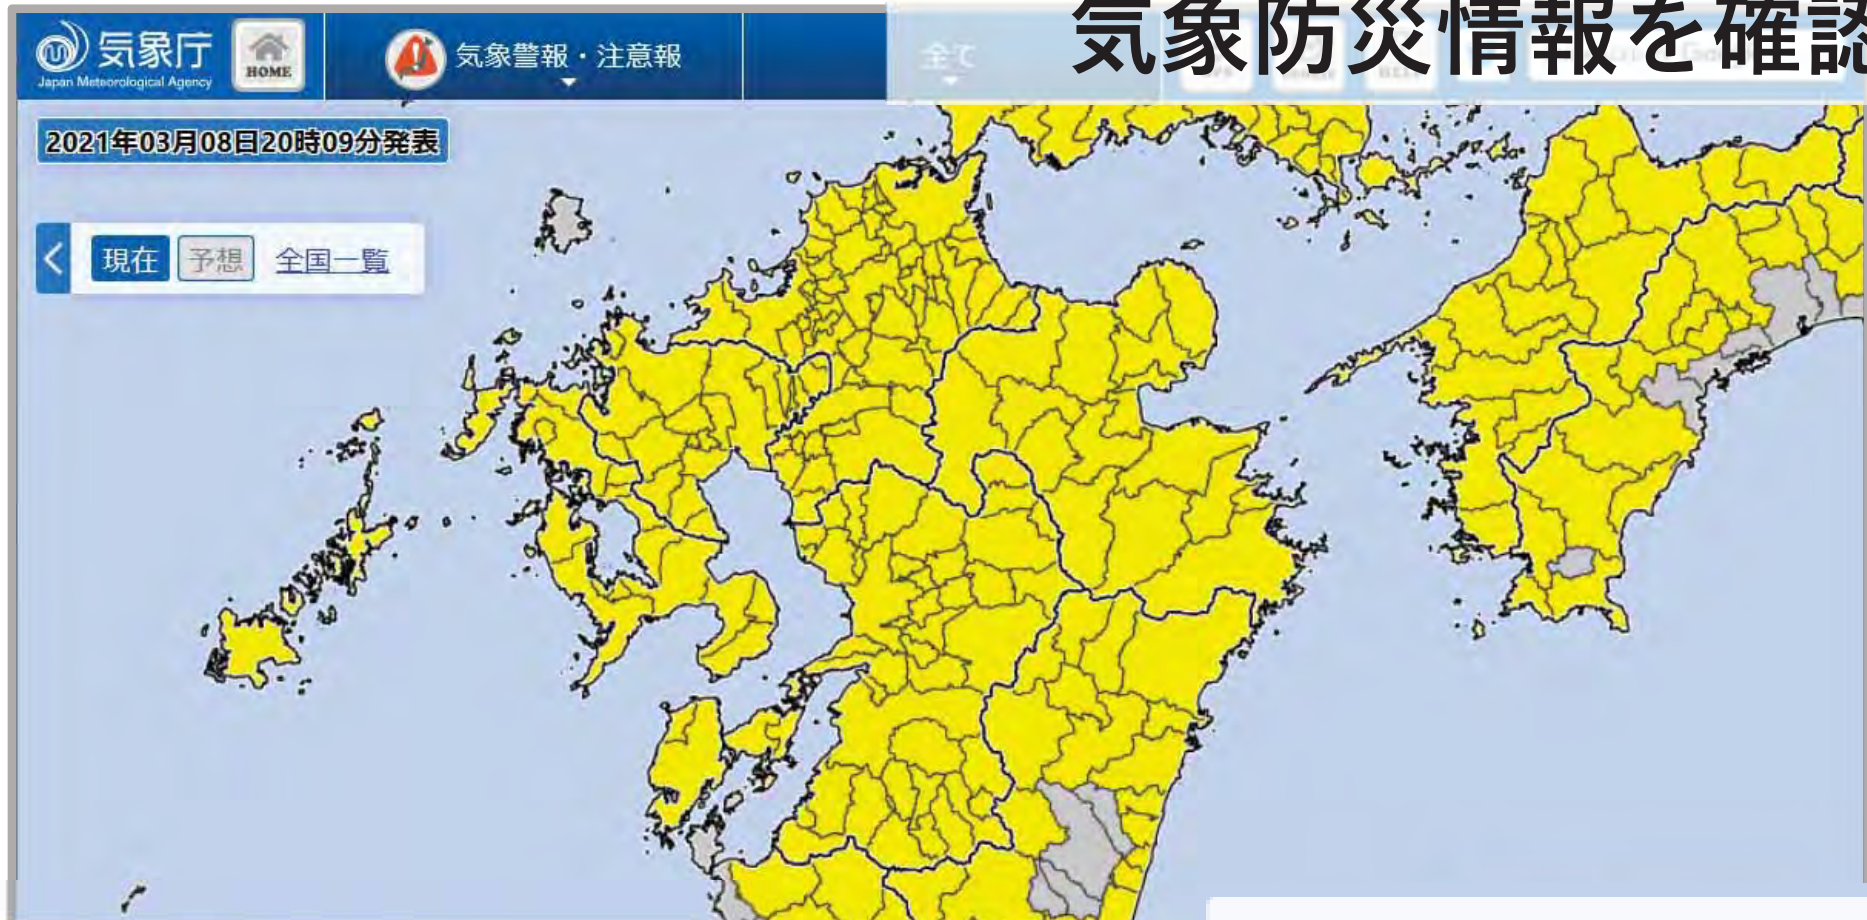 気象防災情報を確認
気象庁
Japan Meteorological Agency
HOME
気象警報・注意報
全て
2021年03月08日20時09分発表
現在
予想
全国一覧